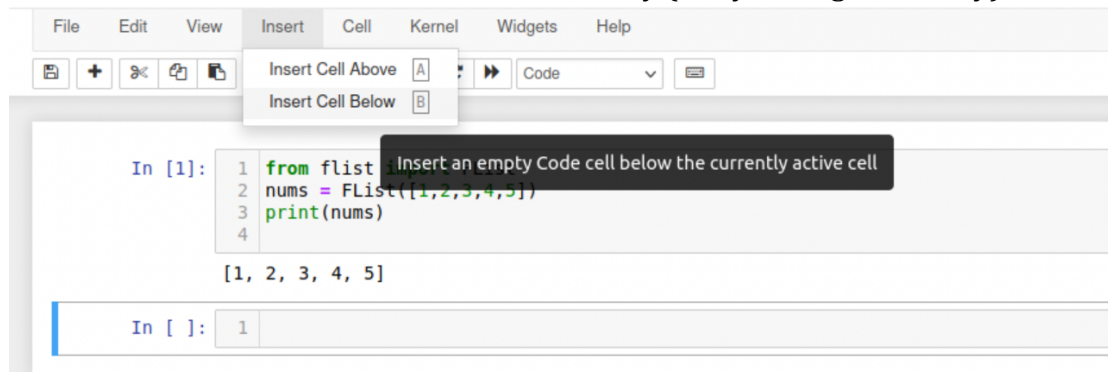 File Edit View Insert Cell Kernel Widgets Help
Insert Cell Above A
Code
Insert Cell Below B
Insert an empty Code cell below the currently active cell
In [1]:
1 from flist import FList
2 nums = FList([1,2,3,4,5])
3 print(nums)
4
[1, 2, 3, 4, 5]
In [ ]: 1